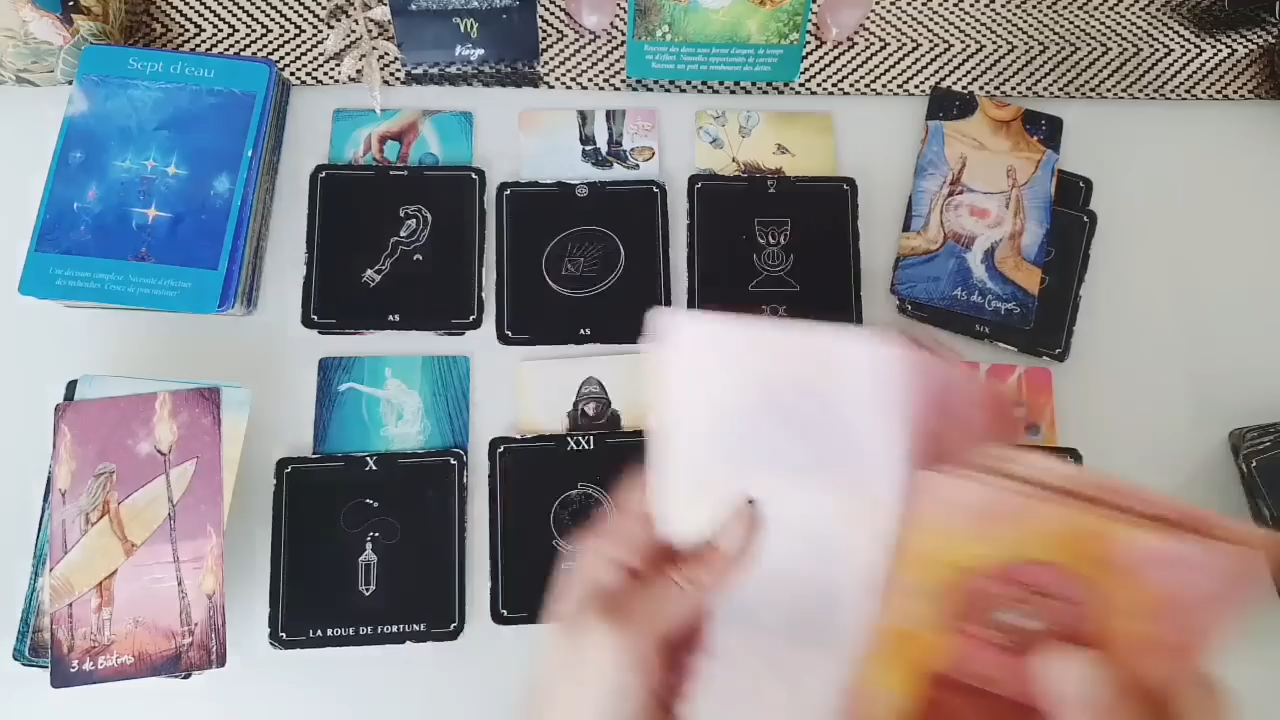 Virgo
Recevoir des dons sous forme d'argent, de temps
ou d'effort. Nouvelles opportunités de carrière
Recevoir un prêt ou rembourser des dettes.
Sept d'eau
Une décision complexe. Nécessité d'effectuer
des recherches. Cessez de procrastiner!
AS
AS
As de Coupes
SIX
X
LA ROUE DE FORTUNE
XXI
3 de Bâtons